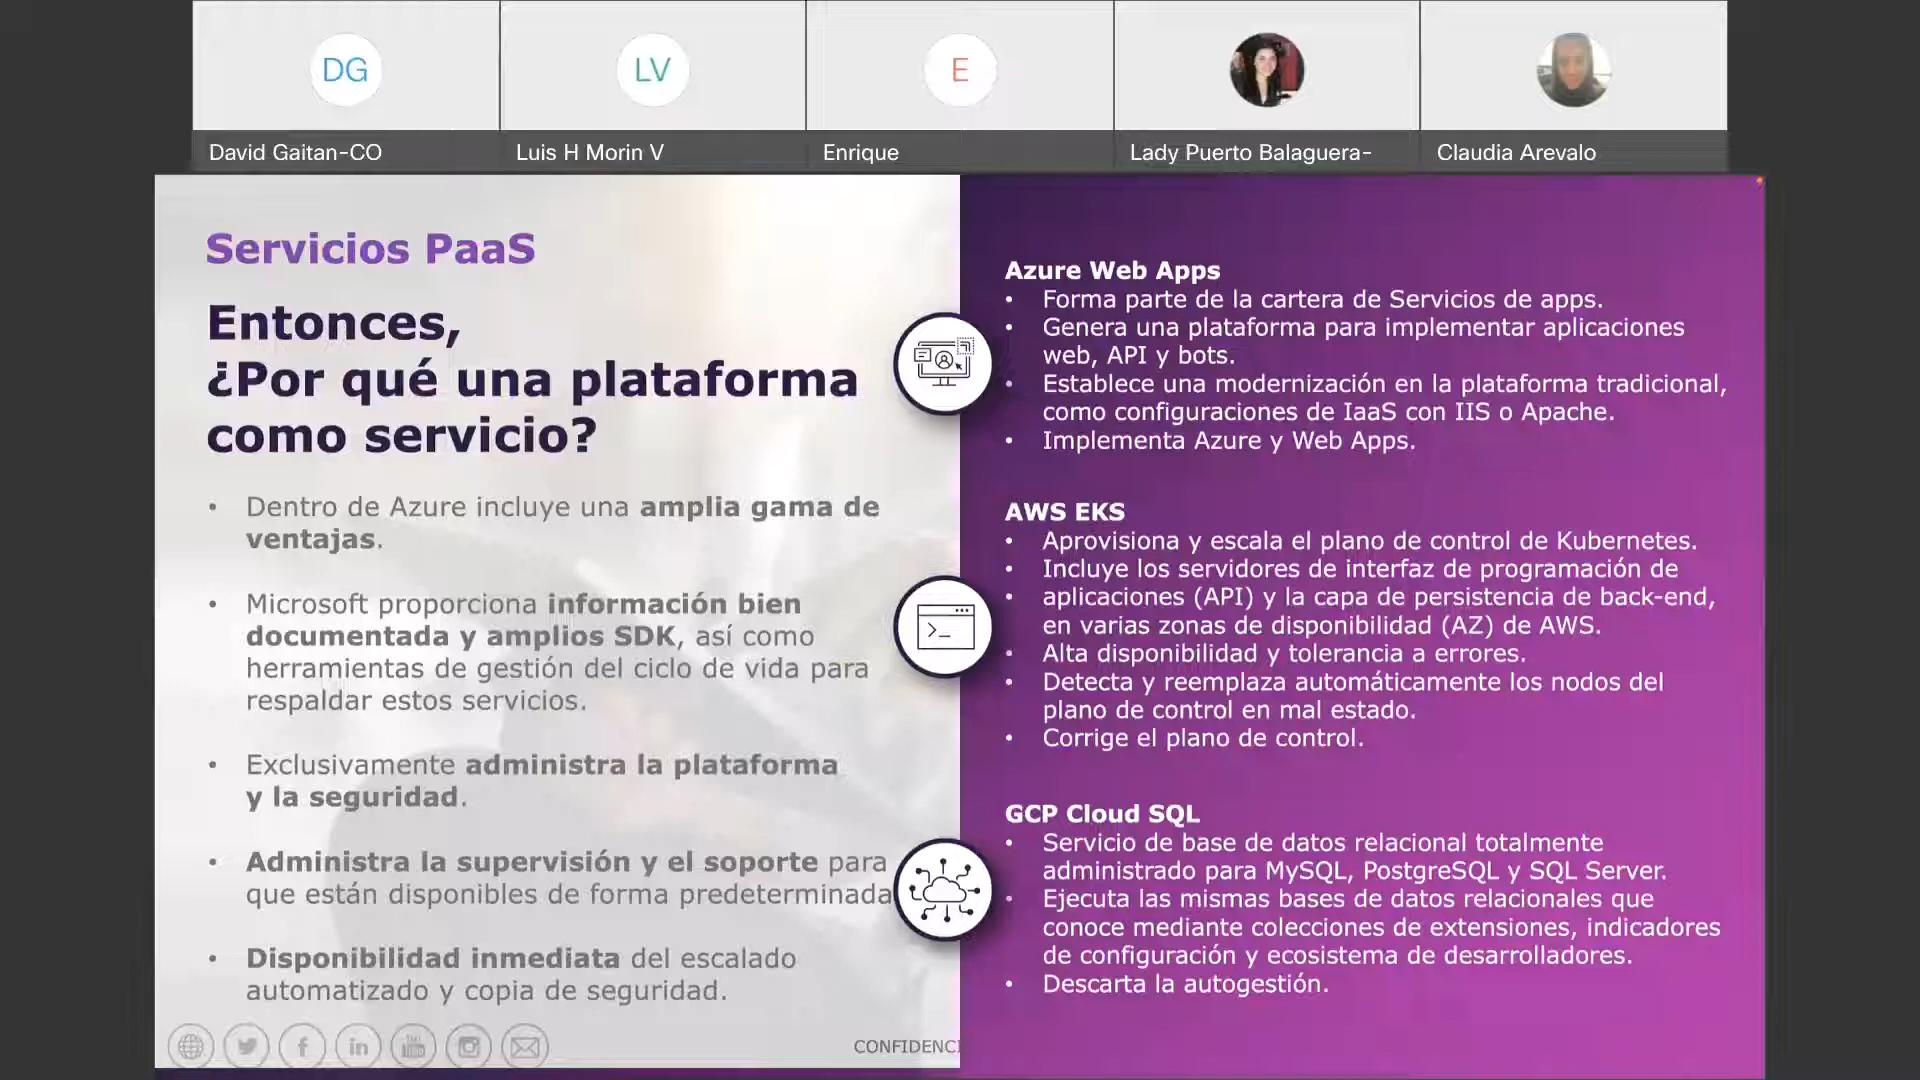 DG
LV
E
David Gaitan-CO
Luis H Morin V
Enrique
Lady Puerto Balaguera-
Claudia Arevalo
Servicios PaaS
Entonces,
¿Por qué una plataforma
como servicio?
• Dentro de Azure incluye una amplia gama de
ventajas.
• Microsoft proporciona información bien
documentada y amplios SDK, así como
herramientas de gestión del ciclo de vida para
respaldar estos servicios.
• Exclusivamente administra la plataforma
y la seguridad.
• Administra la supervisión y el soporte para
que están disponibles de forma predeterminada
• Disponibilidad inmediata del escalado
automatizado y copia de seguridad.
CONFIDENCI
Azure Web Apps
• Forma parte de la cartera de Servicios de apps.
• Genera una plataforma para implementar aplicaciones
web, API y bots.
• Establece una modernización en la plataforma tradicional,
como configuraciones de IaaS con IIS o Apache.
• Implementa Azure y Web Apps.
AWS EKS
• Aprovisiona y escala el plano de control de Kubernetes.
• Incluye los servidores de interfaz de programación de
• aplicaciones (API) y la capa de persistencia de back-end,
en varias zonas de disponibilidad (AZ) de AWS.
• Alta disponibilidad y tolerancia a errores.
• Detecta y reemplaza automáticamente los nodos del
plano de control en mal estado.
• Corrige el plano de control.
GCP Cloud SQL
• Servicio de base de datos relacional totalmente
administrado para MySQL, PostgreSQL y SQL Server.
• Ejecuta las mismas bases de datos relacionales que
conoce mediante colecciones de extensiones, indicadores
de configuración y ecosistema de desarrolladores.
• Descarta la autogestión.